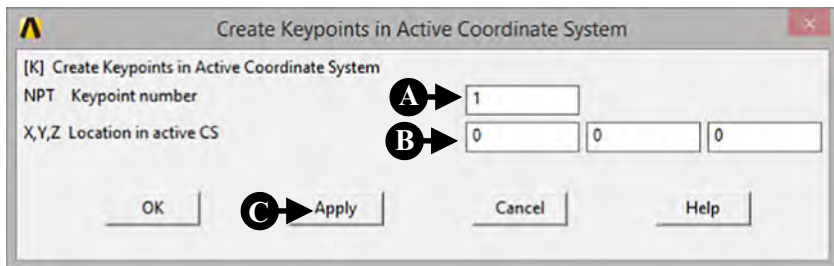 Create Keypoints in Active Coordinate System
[K] Create Keypoints in Active Coordinate System
NPT Keypoint number A 1
X,Y,Z Location in active CS B 0 0 0
OK C Apply Cancel Help